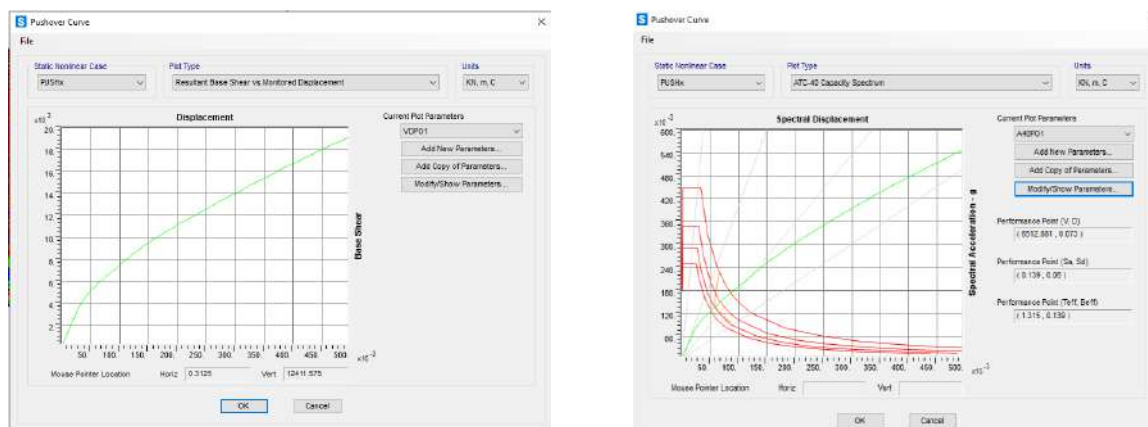 Pushover Curve
File
Static Nonlinear Case
PUSHx
Plot Type
Resultant Base Shear vs Monitored Displacement
Units
KN, m, C
x10 3
Displacement
20.
18.
16.
14.
12.
10.
8.
6.
4.
2.
50. 100. 150. 200. 250. 300. 350. 400. 450. 500.
x10 -3
Base Shear
Current Plot Parameters
VDPO1
Add New Parameters...
Add Copy of Parameters...
Modify/Show Parameters...
Mouse Pointer Location Horiz 0.3125 Vert 12411.575
OK Cancel
Pushover Curve
File
Static Nonlinear Case
PUSHx
Plot Type
ATC-40 Capacity Spectrum
Units
KN, m, C
x10 -3
Spectral Displacement
600.
540.
480.
420.
360.
300.
240.
180.
120.
60.
50. 100. 150. 200. 250. 300. 350. 400. 450. 500.
x10 -3
Spectral Acceleration - g
Current Plot Parameters
A40PO1
Add New Parameters...
Add Copy of Parameters...
Modify/Show Parameters...
Performance Point (V, D)
( 6512.881 , 0.073 )
Performance Point (Sa, Sd)
( 0.139 , 0.06 )
Performance Point (Teff, Beff)
( 1.315 , 0.139 )
Mouse Pointer Location Horiz Vert
OK Cancel